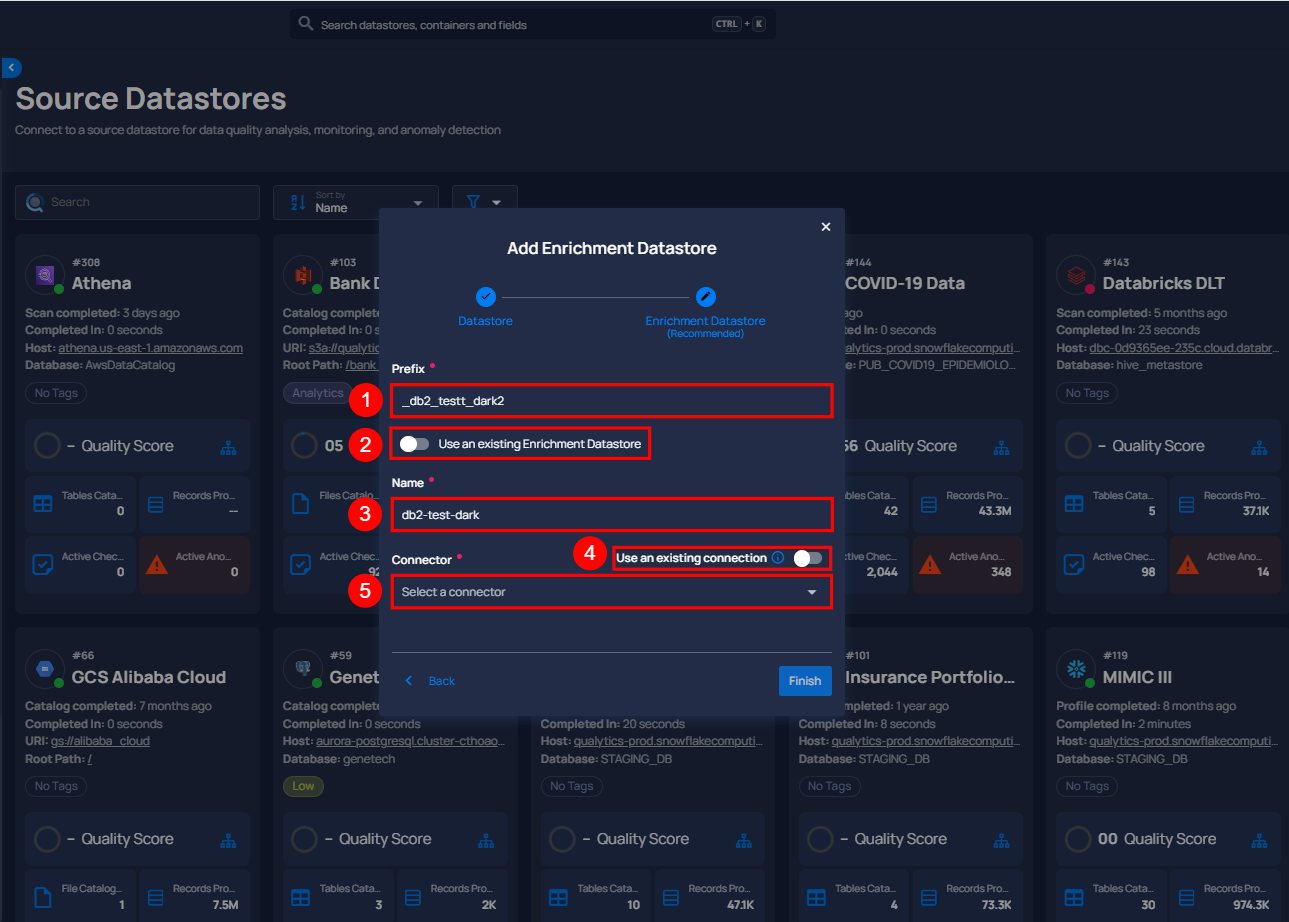 Search datastores, containers and fields
CTRL + K
Source Datastores
Connect to a source datastore for data quality analysis, monitoring, and anomaly detection
Search
Sort by
Name
#308
Athena
Scan completed: 3 days ago
Completed In: 0 seconds
Host: athena.us-east-1.amazonaws.com
Database: AwsDataCatalog
No Tags
– Quality Score
Tables Cata...
0
Records Pro...
--
Active Chec...
0
Active Ano...
0
#103
Bank D
Catalog complete
Completed In: 0 s
URI: s3a://qualytic
Root Path: /bank_
Analytics
05
Files Catalo
Active Chec...
92
Add Enrichment Datastore
Datastore
Enrichment Datastore
(Recommended)
Prefix *
1
_db2_testt_dark2
2
Use an existing Enrichment Datastore
Name *
3
db2-test-dark
Connector *
4
Use an existing connection
5
Select a connector
Back
Finish
#144
COVID-19 Data
ago
ed In: 0 seconds
alytics-prod.snowflakecomputi...
e: PUB_COVID19_EPIDEMIOLO...
56 Quality Score
bles Cata...
42
Records Pro...
43.3M
ctive Chec...
2,044
Active Ano...
348
#143
Databricks DLT
Scan completed: 5 months ago
Completed In: 23 seconds
Host: dbc-0d9365ee-235c.cloud.databr...
Database: hive_metastore
No Tags
– Quality Score
Tables Cata...
5
Records Pro...
37.1K
Active Chec...
98
Active Ano...
14
#66
GCS Alibaba Cloud
Catalog completed: 7 months ago
Completed In: 0 seconds
URI: gs://alibaba_cloud
Root Path: /
No Tags
– Quality Score
File Catalog...
1
Records Pro...
7.5M
#59
Genet
Catalog complete
Completed In: 0 seconds
Host: aurora-postgresql.cluster-cthoao...
Database: genetech
Low
– Quality Score
Tables Cata...
3
Records Pro...
2K
Completed In: 20 seconds
Host: qualytics-prod.snowflakecomputi...
Database: STAGING_DB
No Tags
– Quality Score
Tables Cata...
10
Records Pro...
47.1K
#101
Insurance Portfolio...
mpleted: 1 year ago
Completed In: 8 seconds
Host: qualytics-prod.snowflakecomputi...
Database: STAGING_DB
No Tags
– Quality Score
Tables Cata...
4
Records Pro...
73.3K
#119
MIMIC III
Profile completed: 8 months ago
Completed In: 2 minutes
Host: qualytics-prod.snowflakecomputi...
Database: STAGING_DB
No Tags
00 Quality Score
Tables Cata...
30
Records Pro...
974.3K